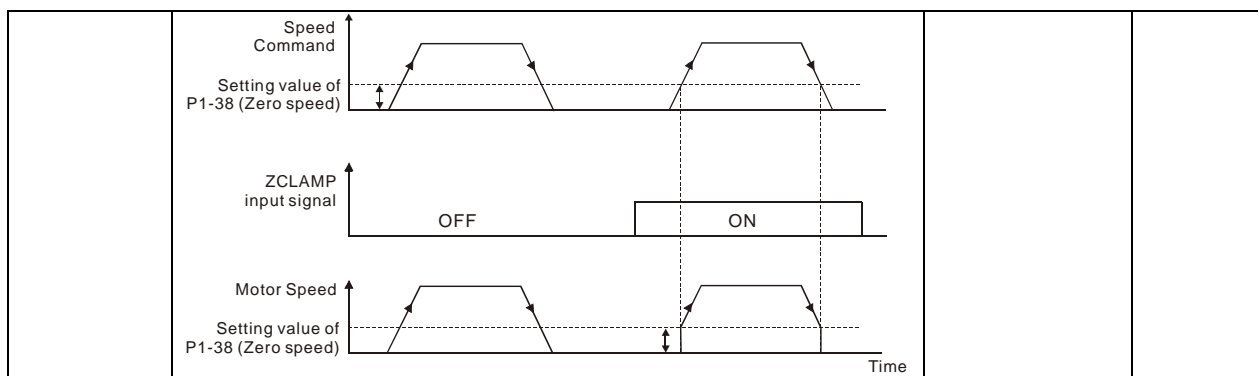 Speed
Command
Setting value of
P1-38 (Zero speed)
ZCLAMP
input signal
OFF
ON
Motor Speed
Setting value of
P1-38 (Zero speed)
Time